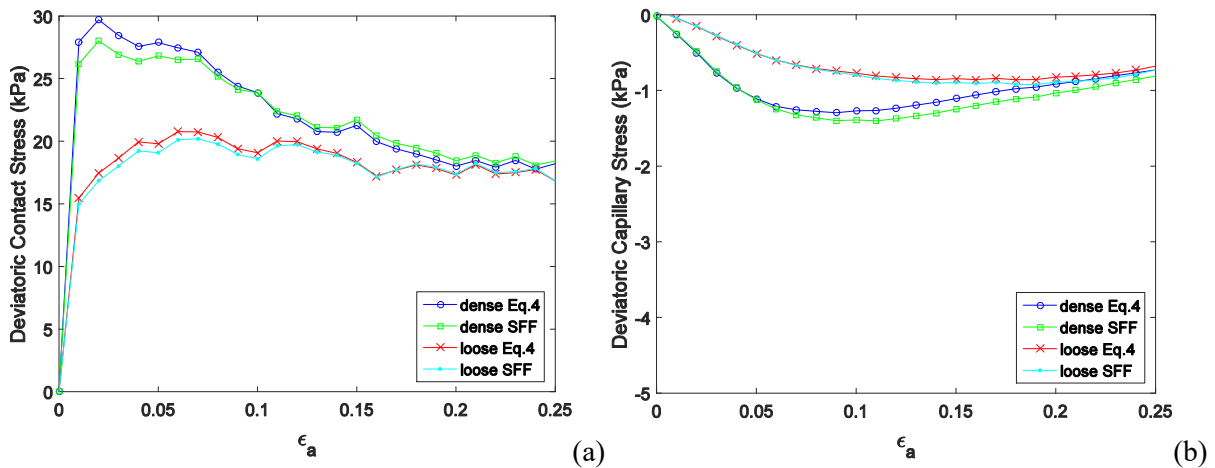 30
25
20
15
10
5
0
0
0.05
0.1
0.15
0.2
0.25
Deviatoric Contact Stress (kPa)
ϵa
dense Eq.4
dense SFF
loose Eq.4
loose SFF
(a)
0
-1
-2
-3
-4
-5
0
0.05
0.1
0.15
0.2
0.25
Deviatoric Capillary Stress (kPa)
ϵa
dense Eq.4
dense SFF
loose Eq.4
loose SFF
(b)